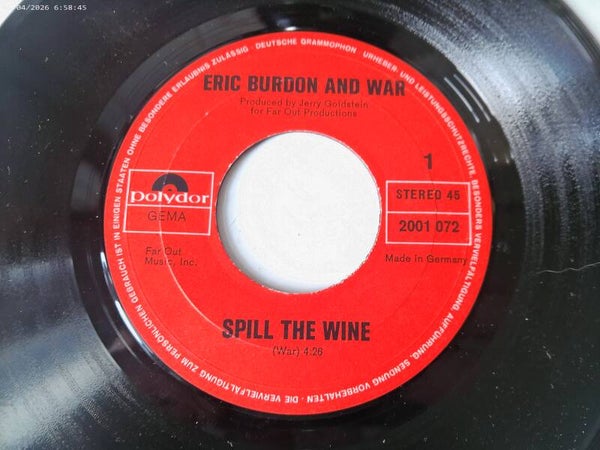 04/2026 6:58:45
ERIC BURDON AND WAR
Produced by Jerry Goldstein
for Far Out Productions
1
polydor
GEMA
STEREO 45
2001 072
Far Out
Music, Inc.
Made in Germany
SPILL THE WINE
(War) 4:26
DEUTSCHE GRAMMOPHON · URHEBER- UND LEISTUNGSSCHUTZRECHTE, BESONDERS VERVIELFÄLTIGUNG, AUFFÜHRUNG, SENDUNG VORBEHALTEN · DIE VERVIELFÄLTIGUNG ZUM PERSÖNLICHEN GEBRAUCH IST IN EINIGEN STAATEN OHNE BESONDERE ERLAUBNIS ZULÄSSIG ·